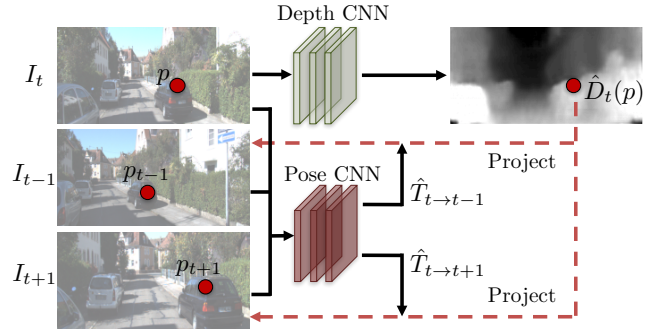 Depth CNN
I_t
p
D̂_t(p)
I_{t−1}
p_{t−1}
Project
Pose CNN
T̂_{t→t−1}
I_{t+1}
p_{t+1}
T̂_{t→t+1}
Project